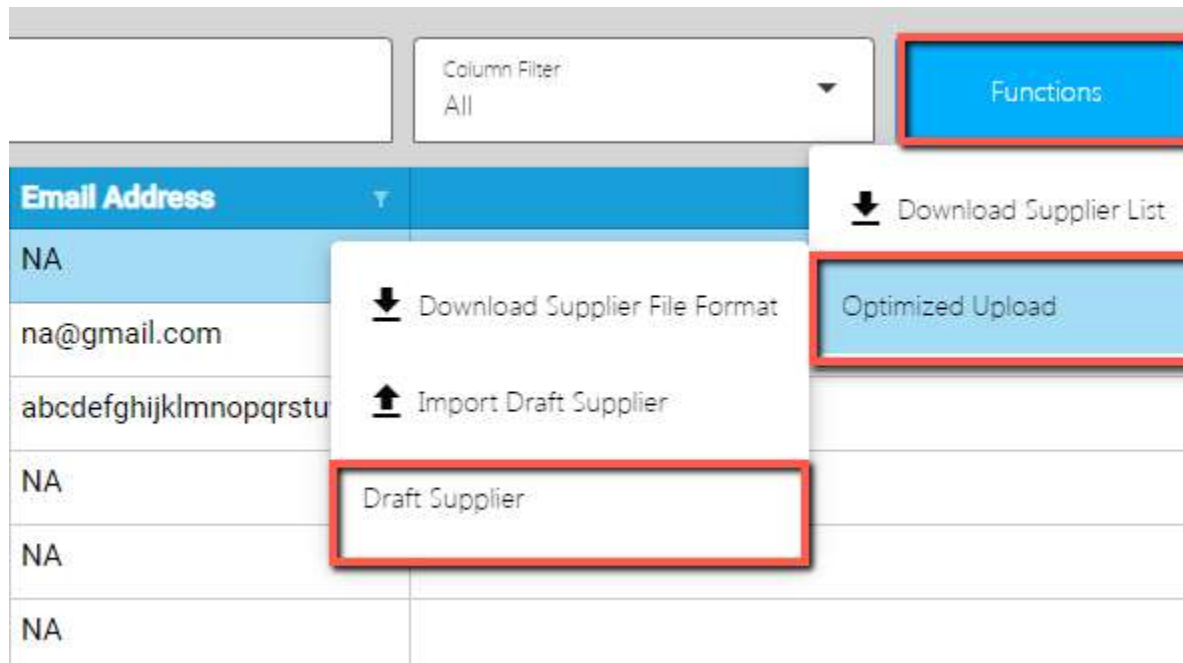 Column Filter
All
Functions
Email Address
Download Supplier List
NA
Download Supplier File Format
Optimized Upload
na@gmail.com
Import Draft Supplier
abcdefghijklmnopqrstu
NA
Draft Supplier
NA
NA